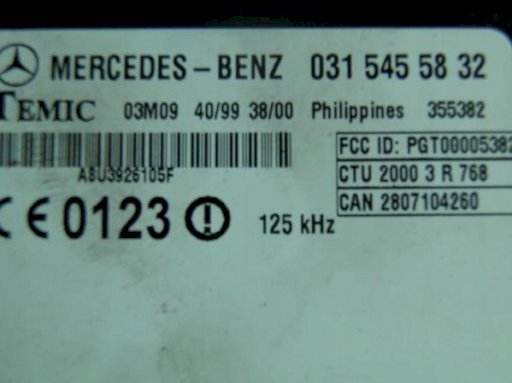 MERCEDES-BENZ 031 545 58 32
TEMIC 03M09 40/99 38/00 Philippines 355382
FCC ID: PGT00005382
A8U3926105F
CTU 2000 3 R 768
CAN 2807104260
CE 0123 125 kHz